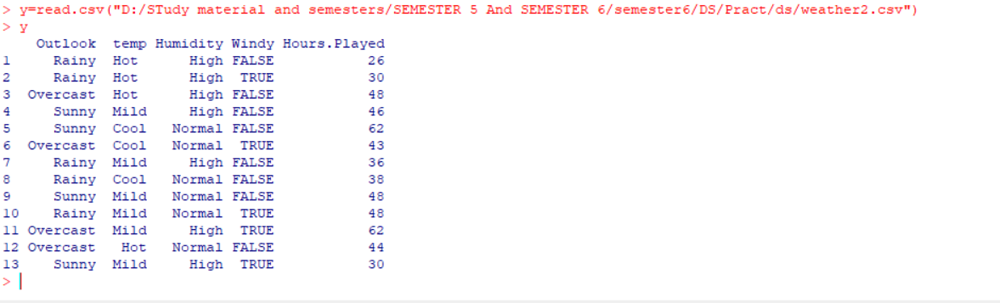 > y=read.csv("D:/STudy material and semesters/SEMESTER 5 And SEMESTER 6/semester6/DS/Pract/ds/weather2.csv")
> y
Outlook temp Humidity Windy Hours.Played
1 Rainy Hot High FALSE 26
2 Rainy Hot High TRUE 30
3 Overcast Hot High FALSE 48
4 Sunny Mild High FALSE 46
5 Sunny Cool Normal FALSE 62
6 Overcast Cool Normal TRUE 43
7 Rainy Mild High FALSE 36
8 Rainy Cool Normal FALSE 38
9 Sunny Mild Normal FALSE 48
10 Rainy Mild Normal TRUE 48
11 Overcast Mild High TRUE 62
12 Overcast Hot Normal FALSE 44
13 Sunny Mild High TRUE 30
>